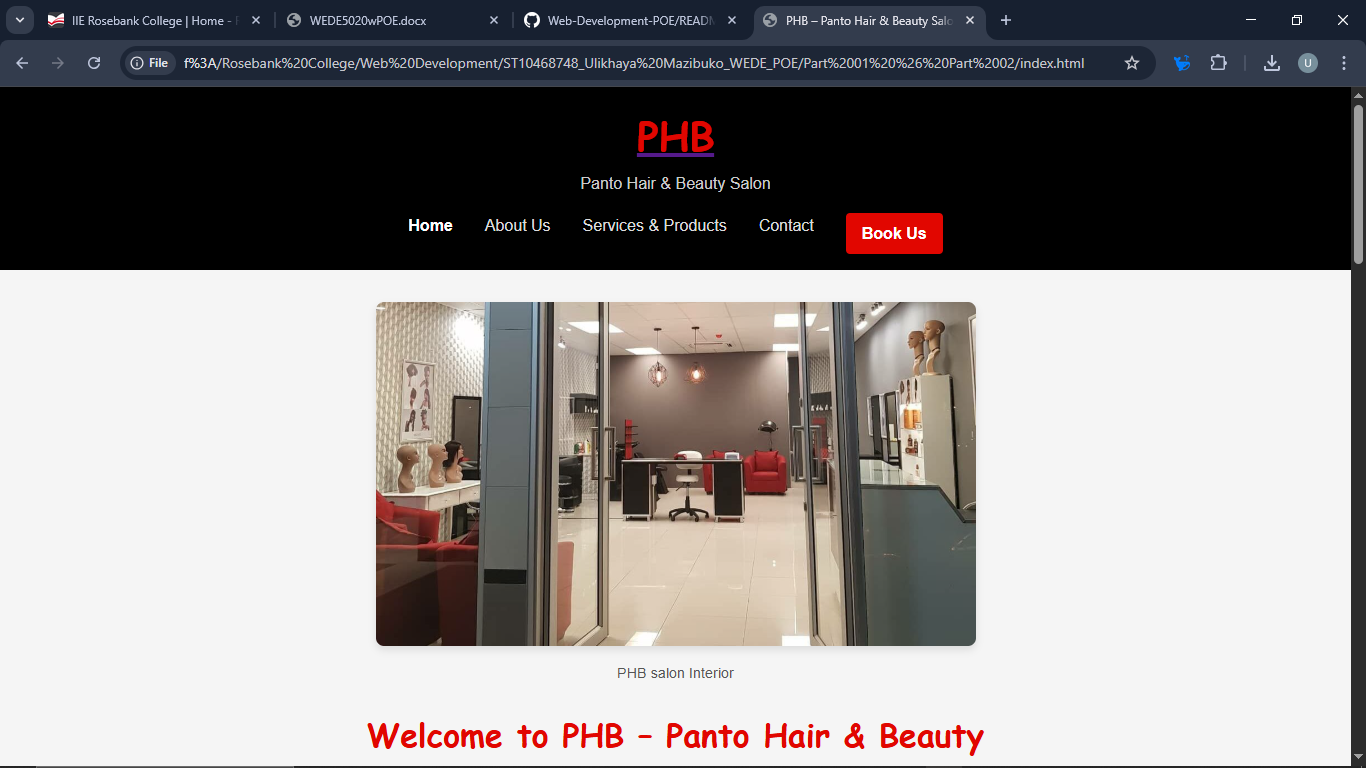 IIE Rosebank College | Home -
WEDE5020wPOE.docx
Web-Development-POE/READM
PHB – Panto Hair & Beauty Salo
File
f%3A/Rosebank%20College/Web%20Development/ST10468748_Ulikhaya%20Mazibuko_WEDE_POE/Part%2001%20%26%20Part%2002/index.html
U
PHB
Panto Hair & Beauty Salon
Home About Us Services & Products Contact Book Us
PHB salon Interior
Welcome to PHB – Panto Hair & Beauty